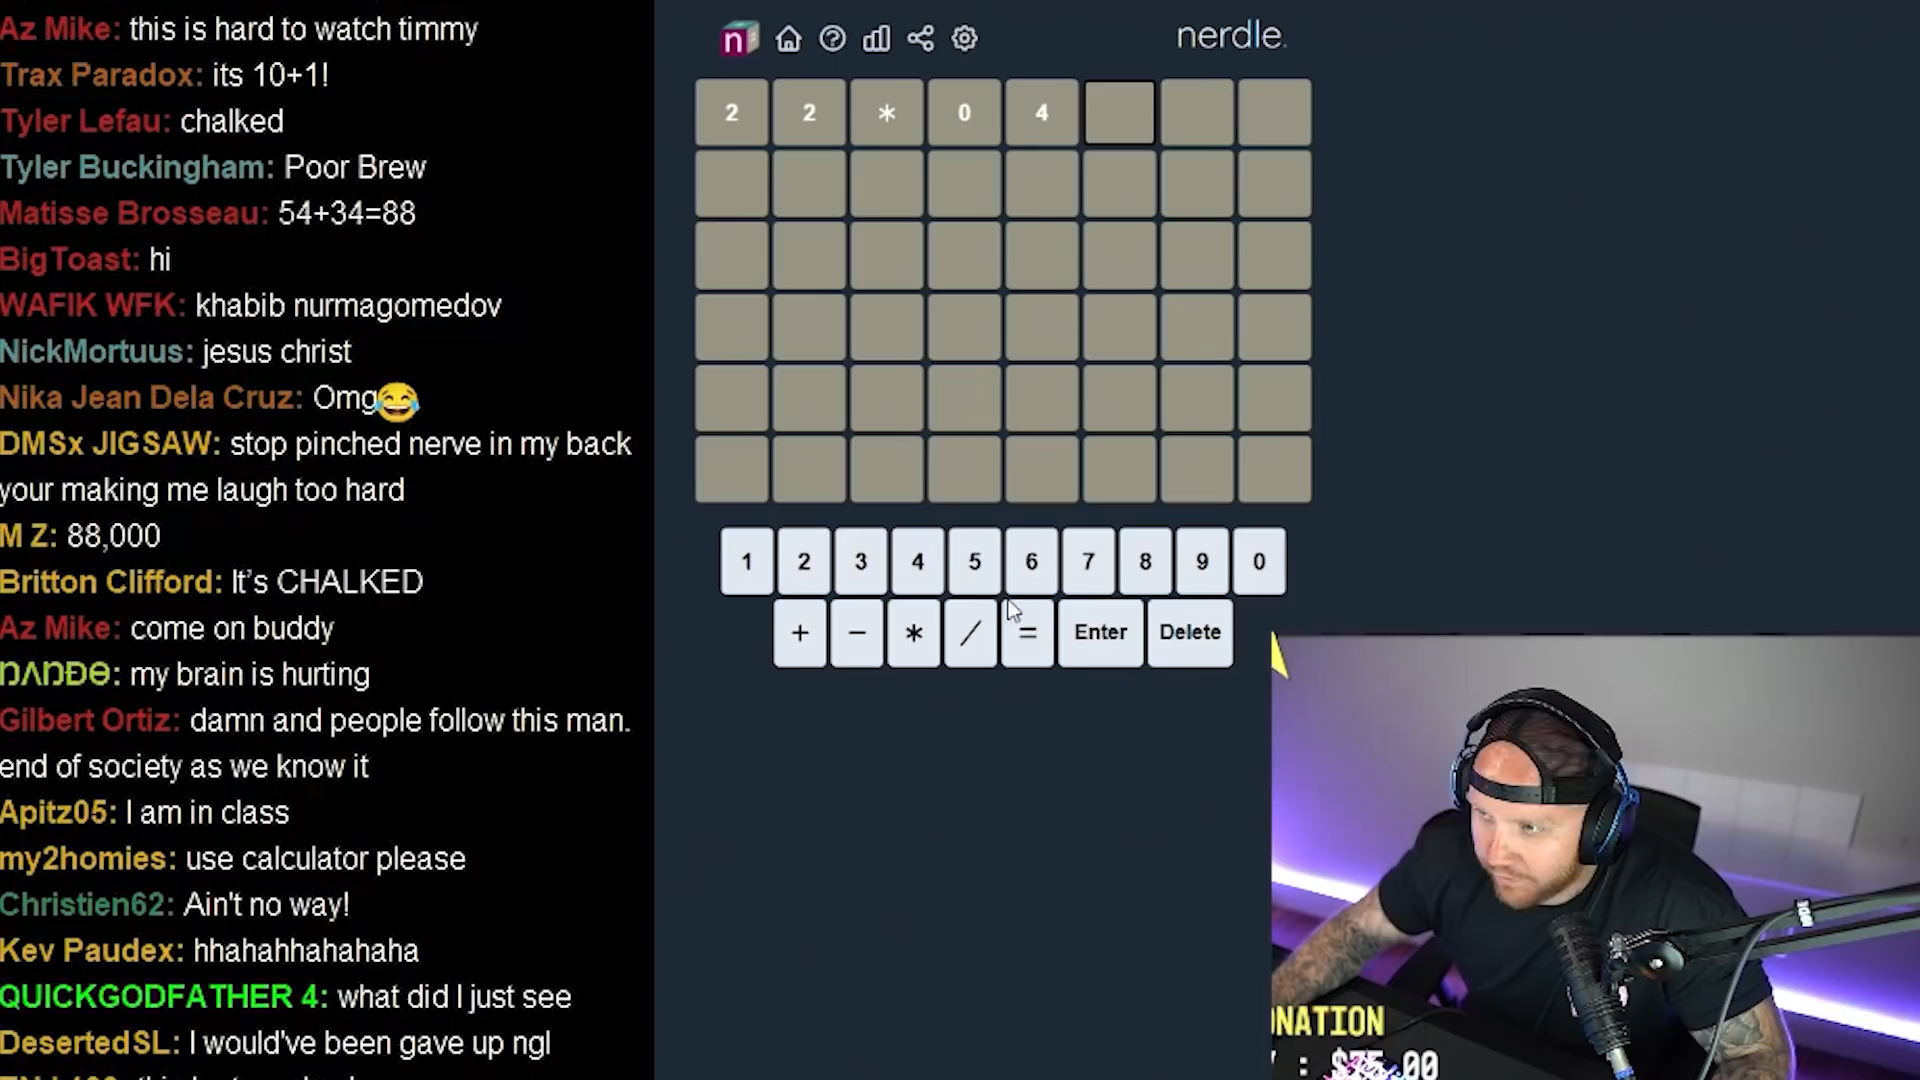 Az Mike: this is hard to watch timmy
Trax Paradox: its 10+1!
Tyler Lefau: chalked
Tyler Buckingham: Poor Brew
Matisse Brosseau: 54+34=88
BigToast: hi
WAFIK WFK: khabib nurmagomedov
NickMortuus: jesus christ
Nika Jean Dela Cruz: Omg😂
DMSx JIGSAW: stop pinched nerve in my back
your making me laugh too hard
M Z: 88,000
Britton Clifford: It’s CHALKED
Az Mike: come on buddy
ŊΛŊÐΘ: my brain is hurting
Gilbert Ortiz: damn and people follow this man.
end of society as we know it
Apitz05: I am in class
my2homies: use calculator please
Christien62: Ain't no way!
Kev Paudex: hhahahhahahaha
QUICKGODFATHER 4: what did I just see
DesertedSL: I would've been gave up ngl
n
nerdle.
2 2 * 0 4
1 2 3 4 5 6 7 8 9 0
+ - * / = Enter Delete
ONATION
: $75.00